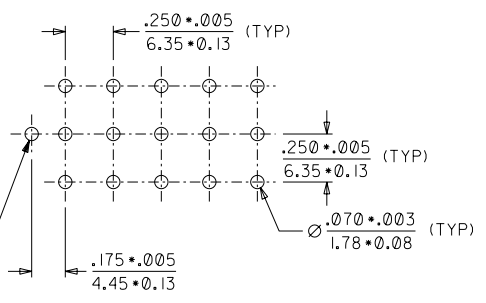 .250 •.005 (TYP)
6.35 •0.13
.250 •.005 (TYP)
6.35 •0.13
Ø .070 •.003 (TYP)
1.78 •0.08
.175 •.005
4.45 •0.13